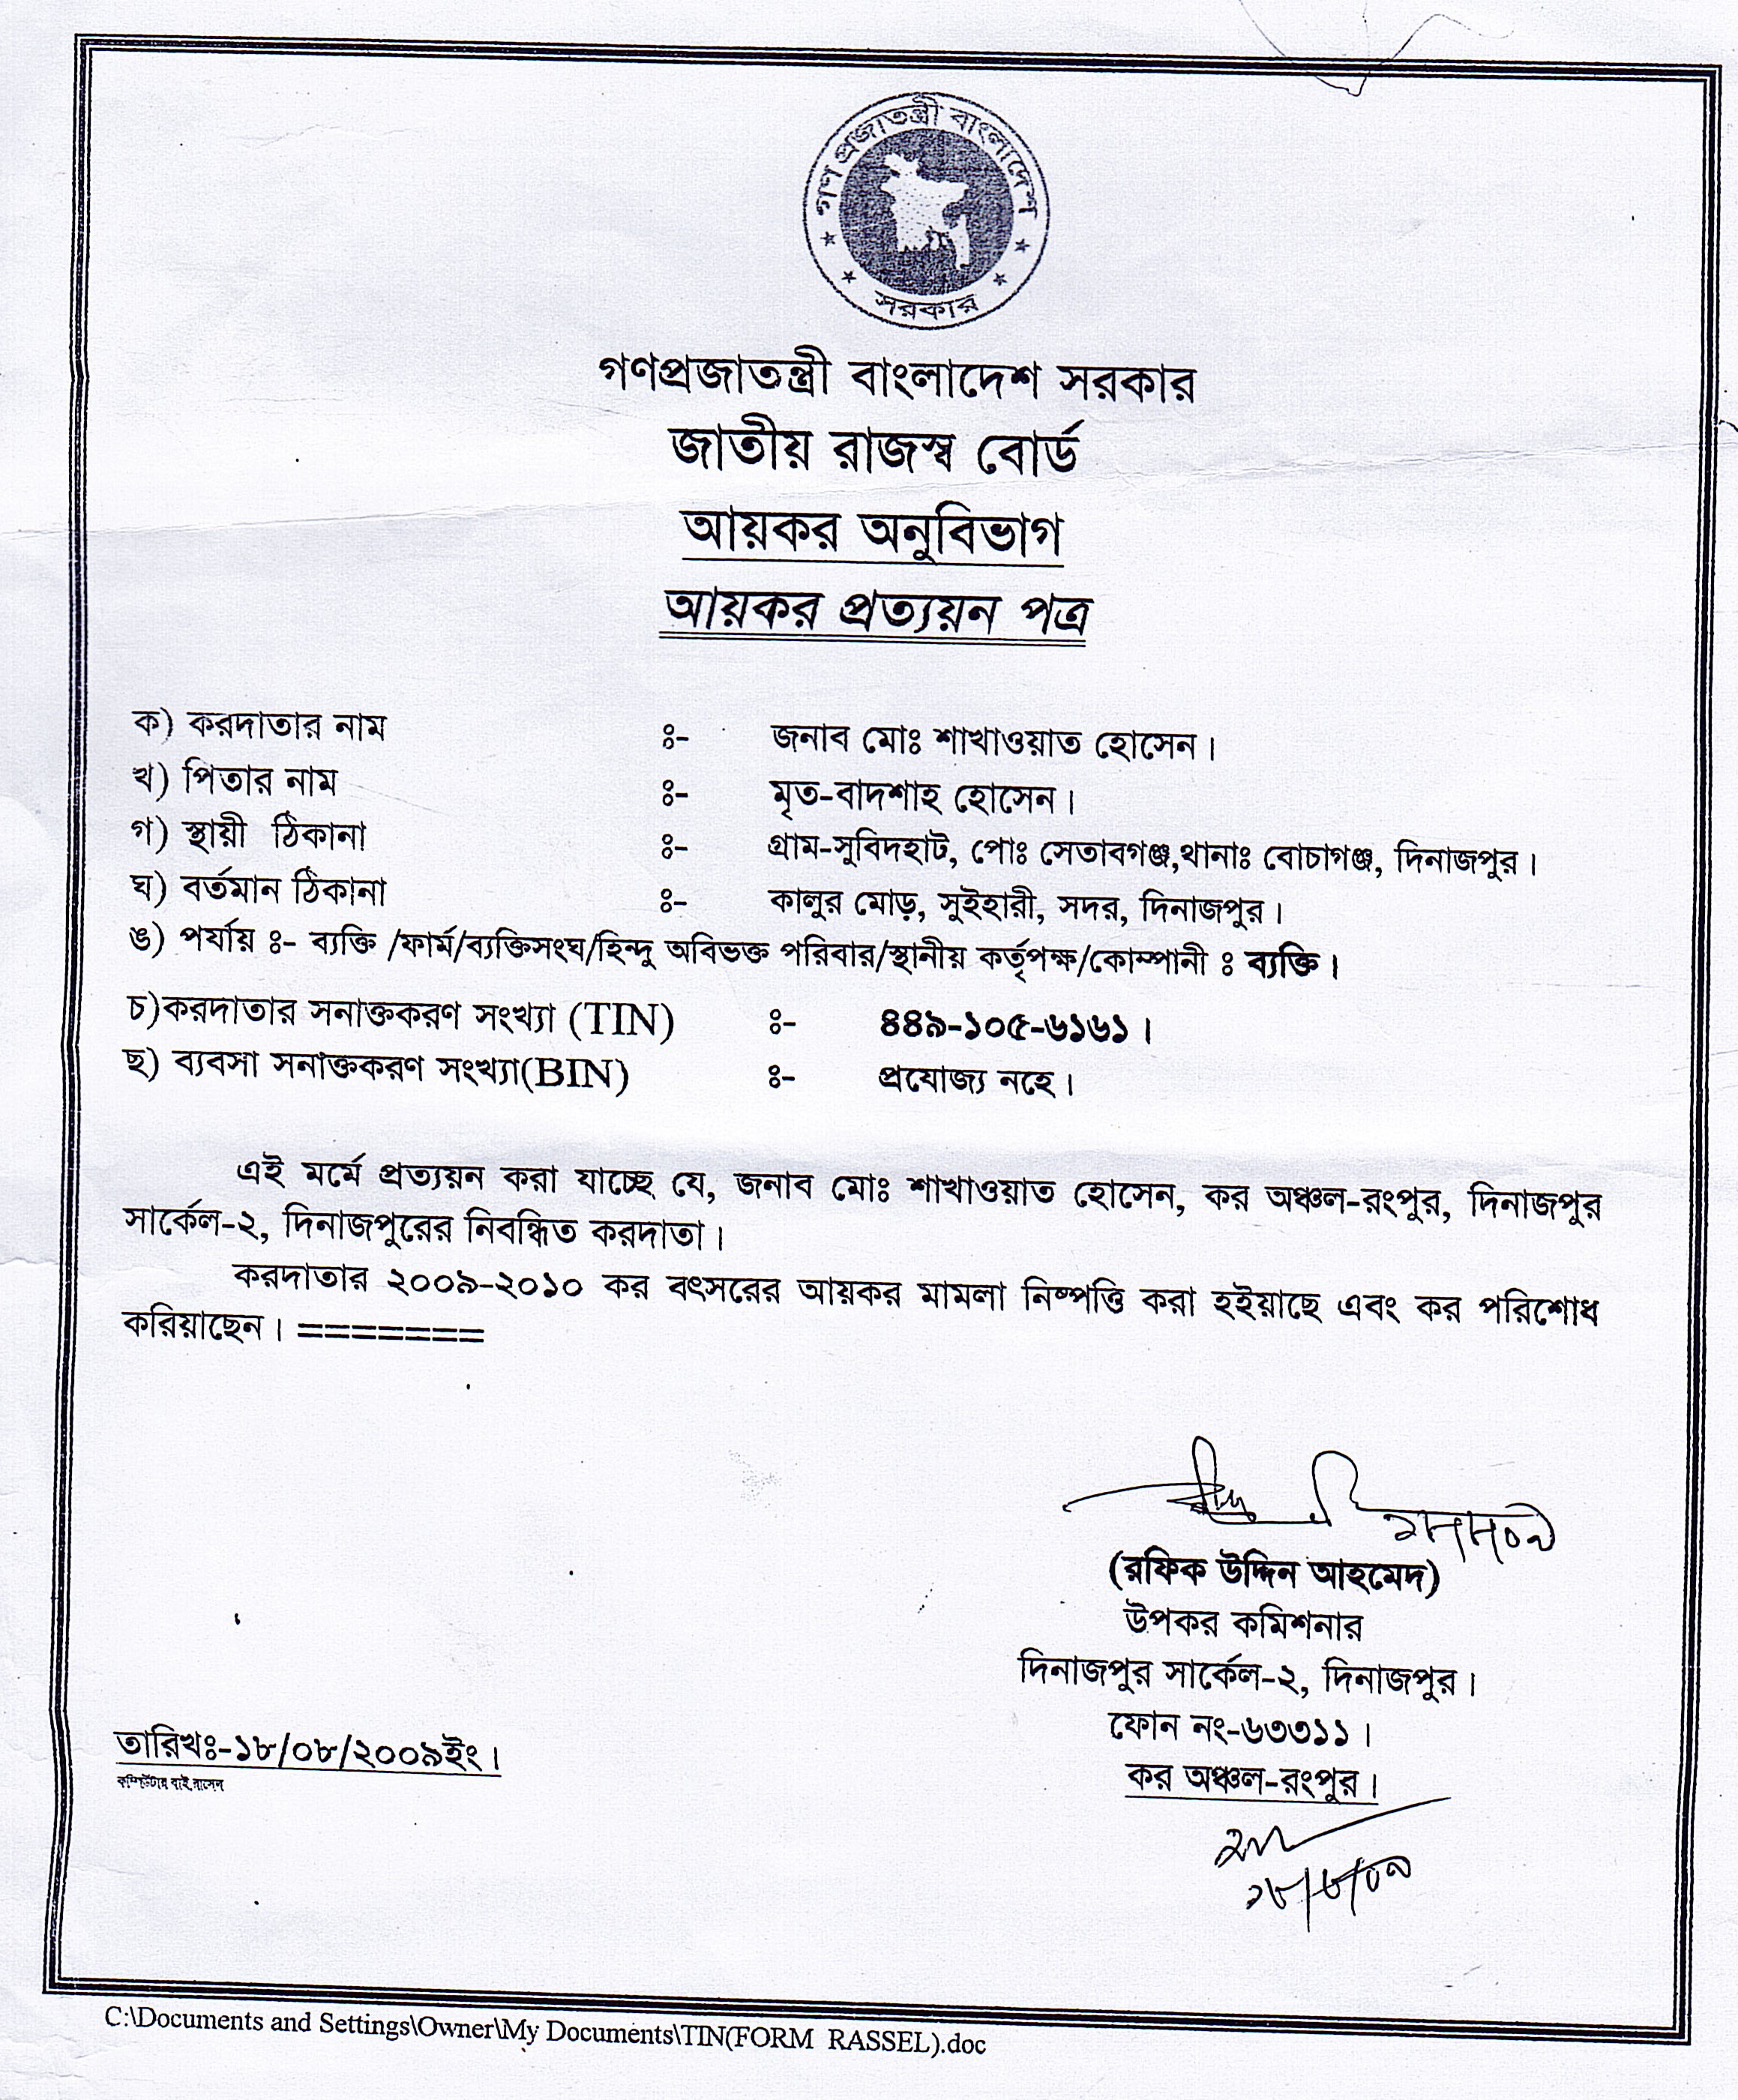 গণ প্রজাতন্ত্রী বাংলাদেশ
সরকার
গণপ্রজাতন্ত্রী বাংলাদেশ সরকার
জাতীয় রাজস্ব বোর্ড
আয়কর অনুবিভাগ
আয়কর প্রত্যয়ন পত্র
ক) করদাতার নাম ঃ- জনাব মোঃ শাখাওয়াত হোসেন।
খ) পিতার নাম ঃ- মৃত-বাদশাহ হোসেন।
গ) স্থায়ী ঠিকানা ঃ- গ্রাম-সুবিদহাট, পোঃ সেতাবগঞ্জ,থানাঃ বোচাগঞ্জ, দিনাজপুর।
ঘ) বর্তমান ঠিকানা ঃ- কালুর মোড়, সুইহারী, সদর, দিনাজপুর।
ঙ) পর্যায় ঃ- ব্যক্তি /ফার্ম/ব্যক্তিসংঘ/হিন্দু অবিভক্ত পরিবার/স্থানীয় কর্তৃপক্ষ/কোম্পানী ঃ ব্যক্তি।
চ)করদাতার সনাক্তকরণ সংখ্যা (TIN) ঃ- ৪৪৯-১০৫-৬১৬১।
ছ) ব্যবসা সনাক্তকরণ সংখ্যা(BIN) ঃ- প্রযোজ্য নহে।
এই মর্মে প্রত্যয়ন করা যাচ্ছে যে, জনাব মোঃ শাখাওয়াত হোসেন, কর অঞ্চল-রংপুর, দিনাজপুর
সার্কেল-২, দিনাজপুরের নিবন্ধিত করদাতা।
করদাতার ২০০৯-২০১০ কর বৎসরের আয়কর মামলা নিষ্পত্তি করা হইয়াছে এবং কর পরিশোধ
করিয়াছেন। =======
(রফিক উদ্দিন আহমেদ)
উপকর কমিশনার
দিনাজপুর সার্কেল-২, দিনাজপুর।
ফোন নং-৬৩৩১১।
কর অঞ্চল-রংপুর।
তারিখঃ-১৮/০৮/২০০৯ইং।
কম্পিউটার বাই রাসেল
১৮/৮/০৯
C:\Documents and Settings\Owner\My Documents\TIN(FORM RASSEL).doc